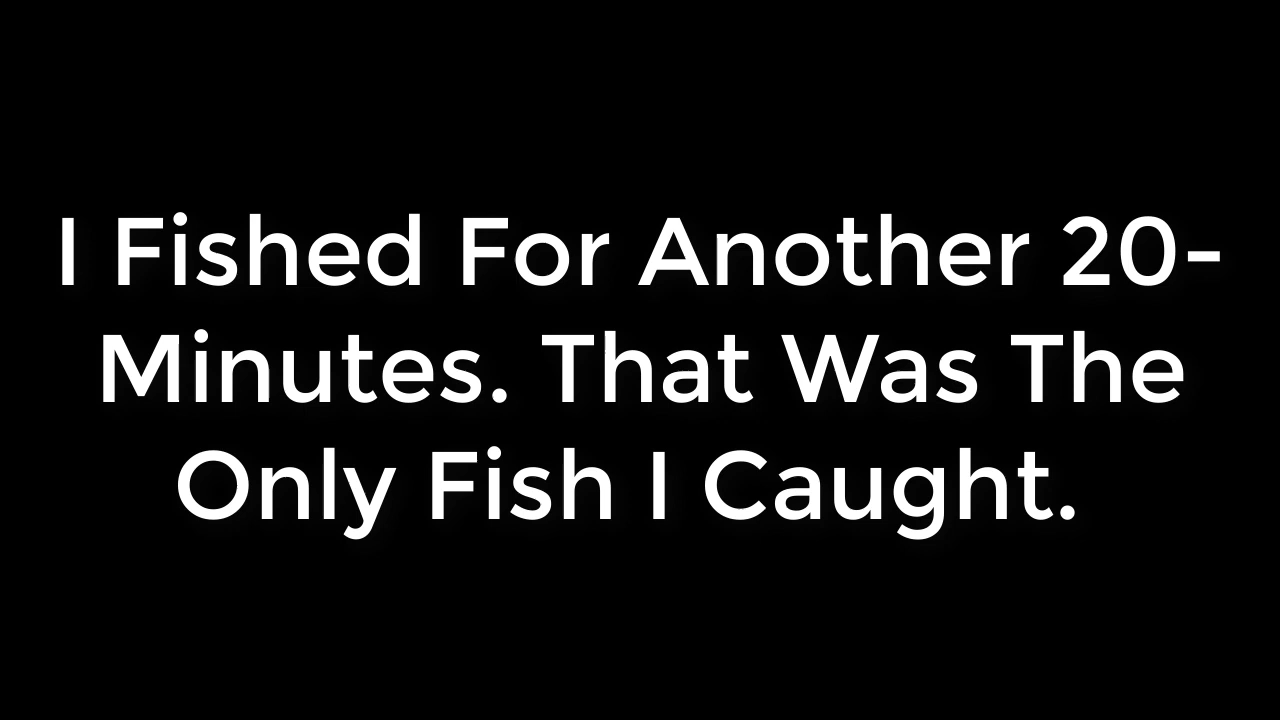 I Fished For Another 20-
Minutes. That Was The
Only Fish I Caught.